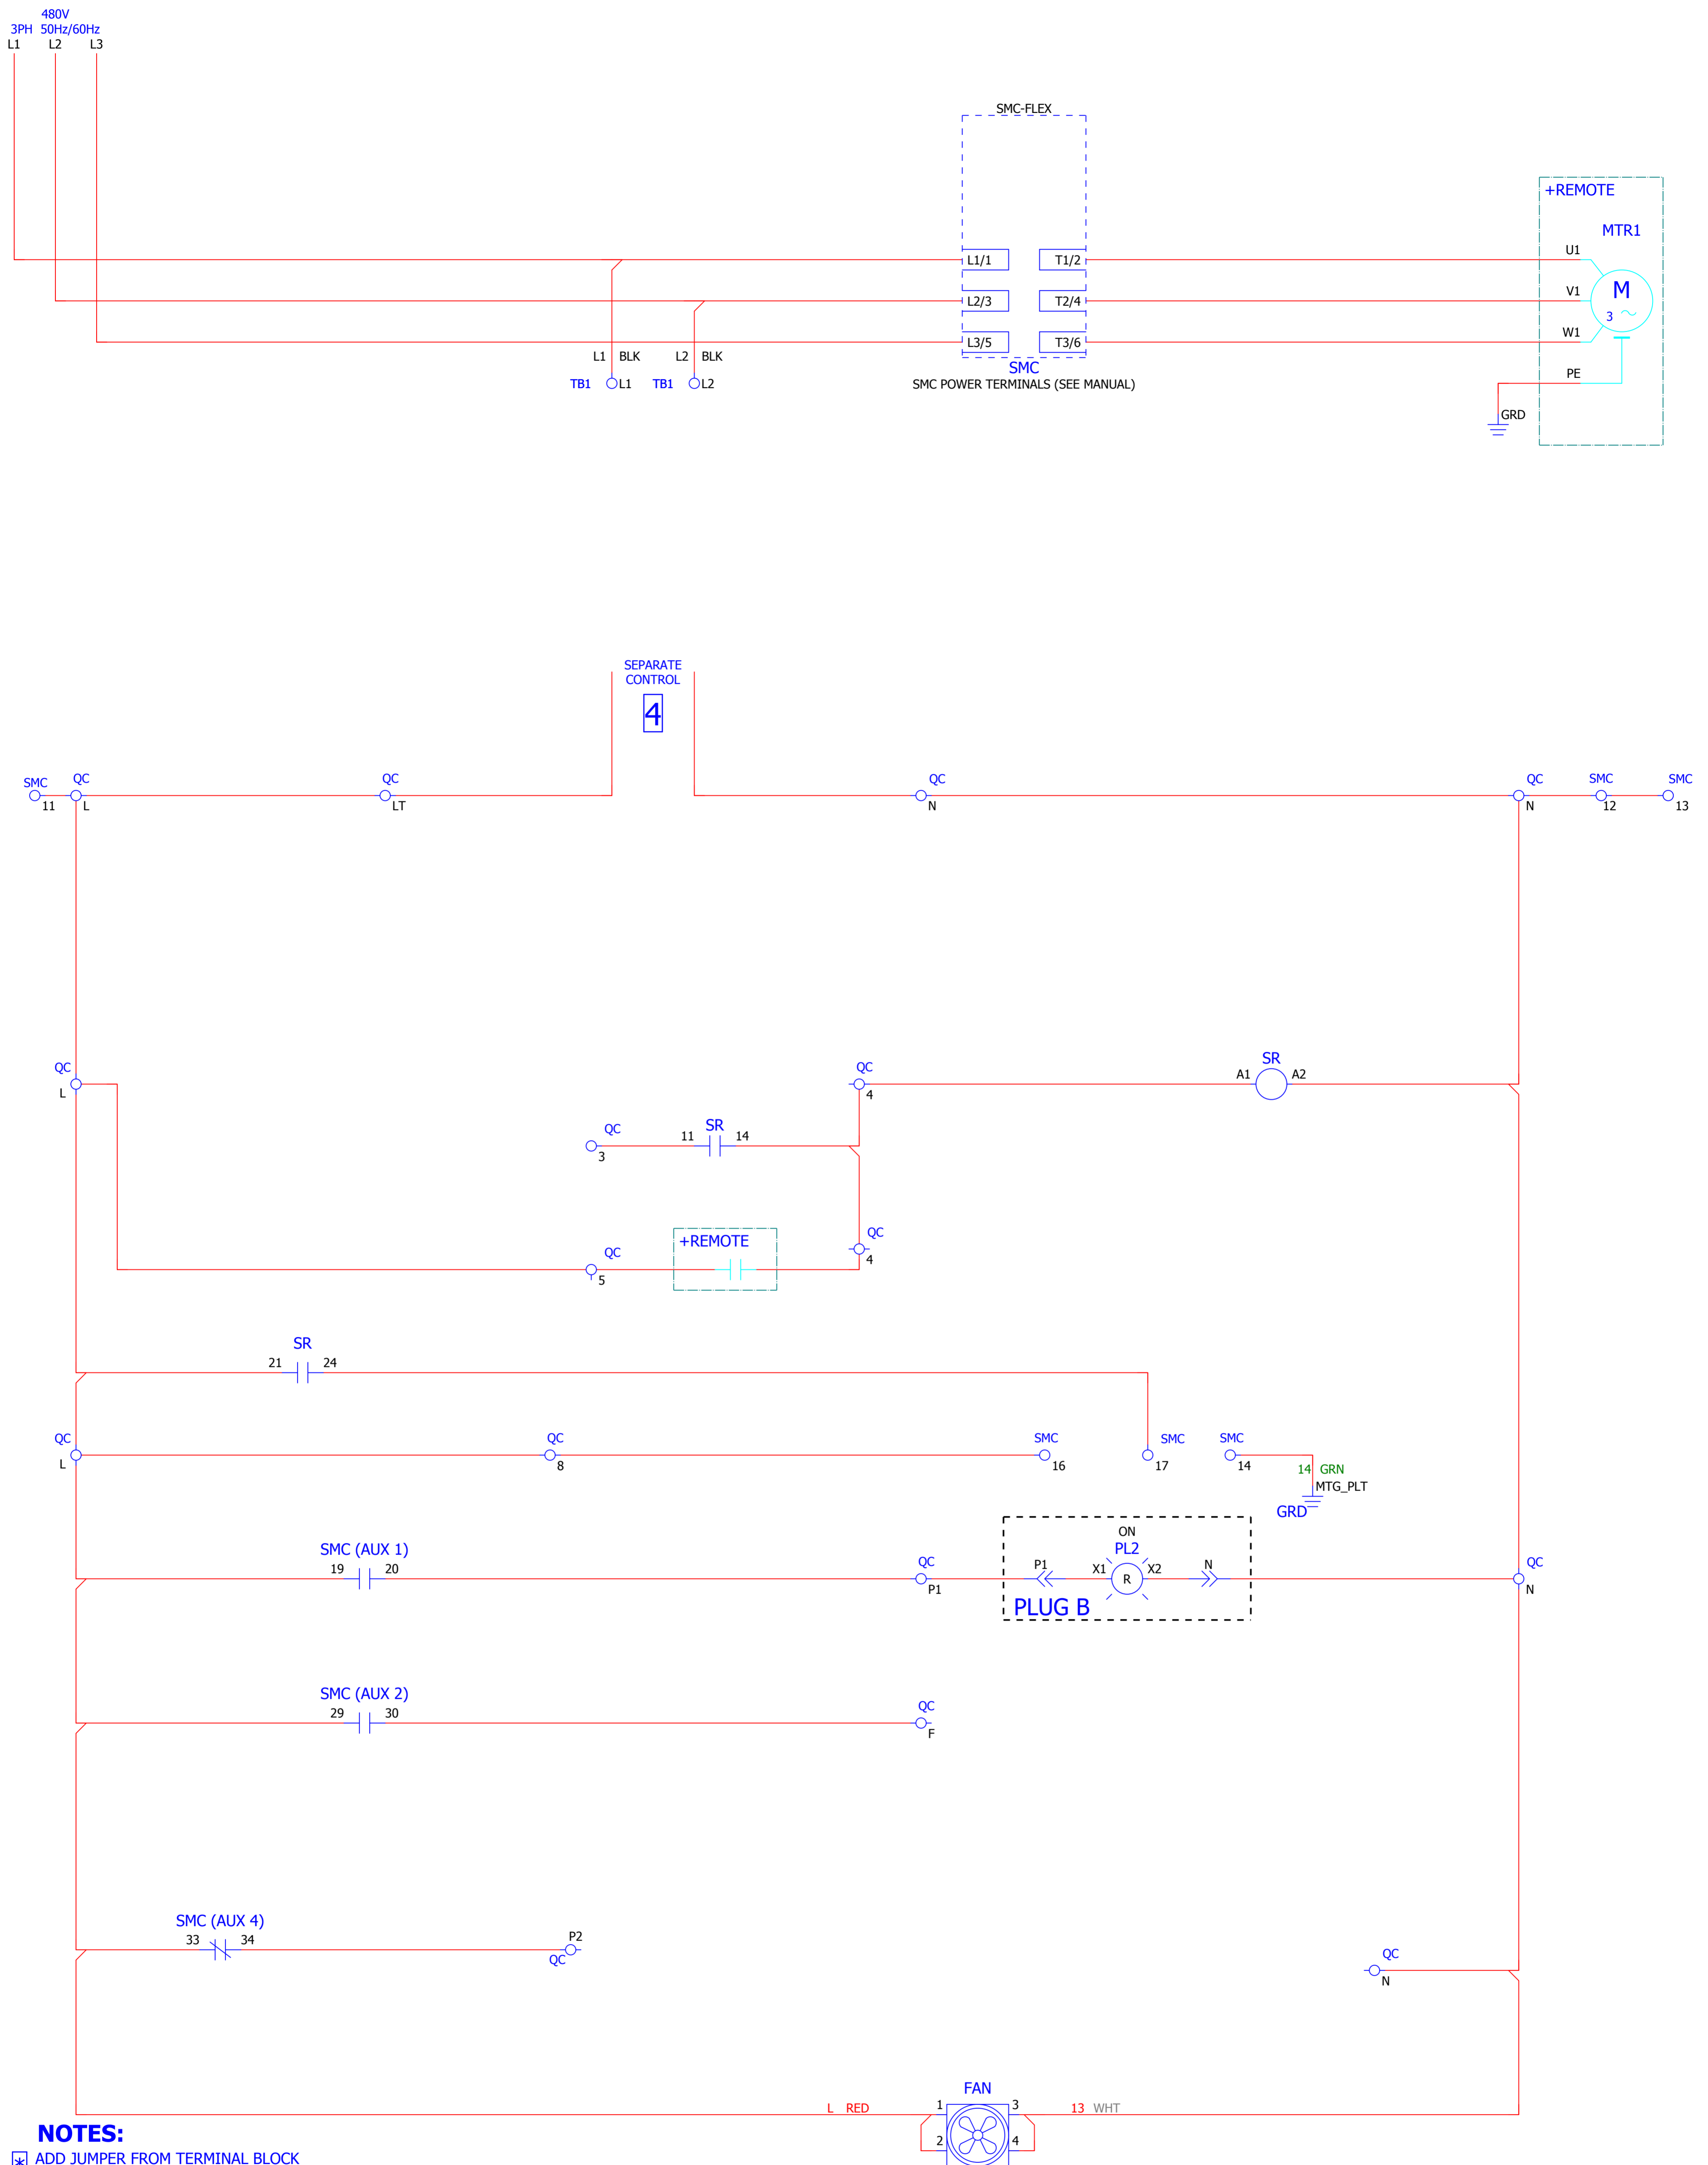 480V
3PH 50Hz/60Hz
L1 L2 L3
SMC-FLEX
+REMOTE
MTR1
L1/1 T1/2 U1
L2/3 T2/4 V1 M
3
L3/5 T3/6 W1
L1 BLK L2 BLK
SMC
TB1 L1 TB1 L2
SMC POWER TERMINALS (SEE MANUAL)
PE
GRD
SEPARATE
CONTROL
4
SMC QC QC QC QC SMC SMC
11 L LT N N 12 13
QC QC SR
A1 A2
L 4
QC SR
11 14
3
QC +REMOTE QC
5 4
SR
21 24
QC QC SMC SMC SMC
L 8 16 17 14
14 GRN
MTG_PLT
GRD
ON
SMC (AUX 1) PL2
19 20 QC P1 X1 R X2 N QC
P1 N
PLUG B
SMC (AUX 2)
29 30 QC
F
SMC (AUX 4)
33 34 P2
QC QC
N
FAN
L RED 1 3 13 WHT
2 4
NOTES:
* ADD JUMPER FROM TERMINAL BLOCK